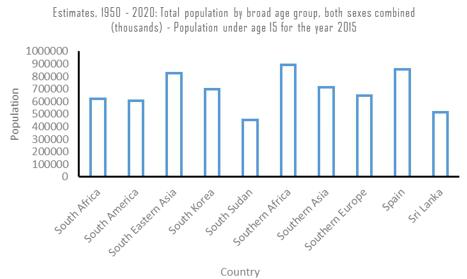 Estimates, 1950 - 2020: Total population by broad age group, both sexes combined
(thousands) - Population under age 15 for the year 2015
Population
1000000
900000
800000
700000
600000
500000
400000
300000
200000
100000
0
South Africa
South America
South Eastern Asia
South Korea
South Sudan
Southern Africa
Southern Asia
Southern Europe
Spain
Sri Lanka
Country